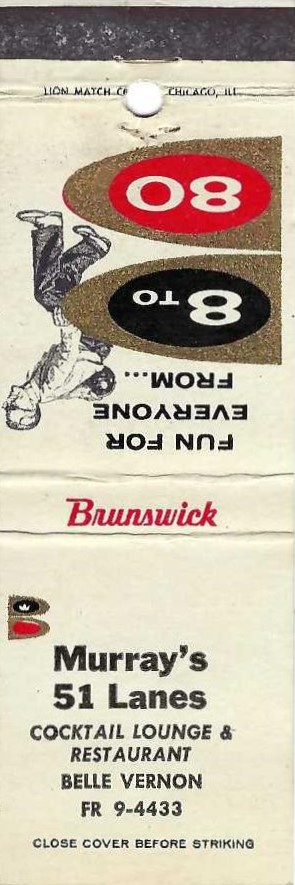 LION MATCH CO. CHICAGO, ILL.
FUN FOR
EVERYONE
FROM...
8 TO
80
Brunswick
Murray's
51 Lanes
COCKTAIL LOUNGE &
RESTAURANT
BELLE VERNON
FR 9-4433
CLOSE COVER BEFORE STRIKING